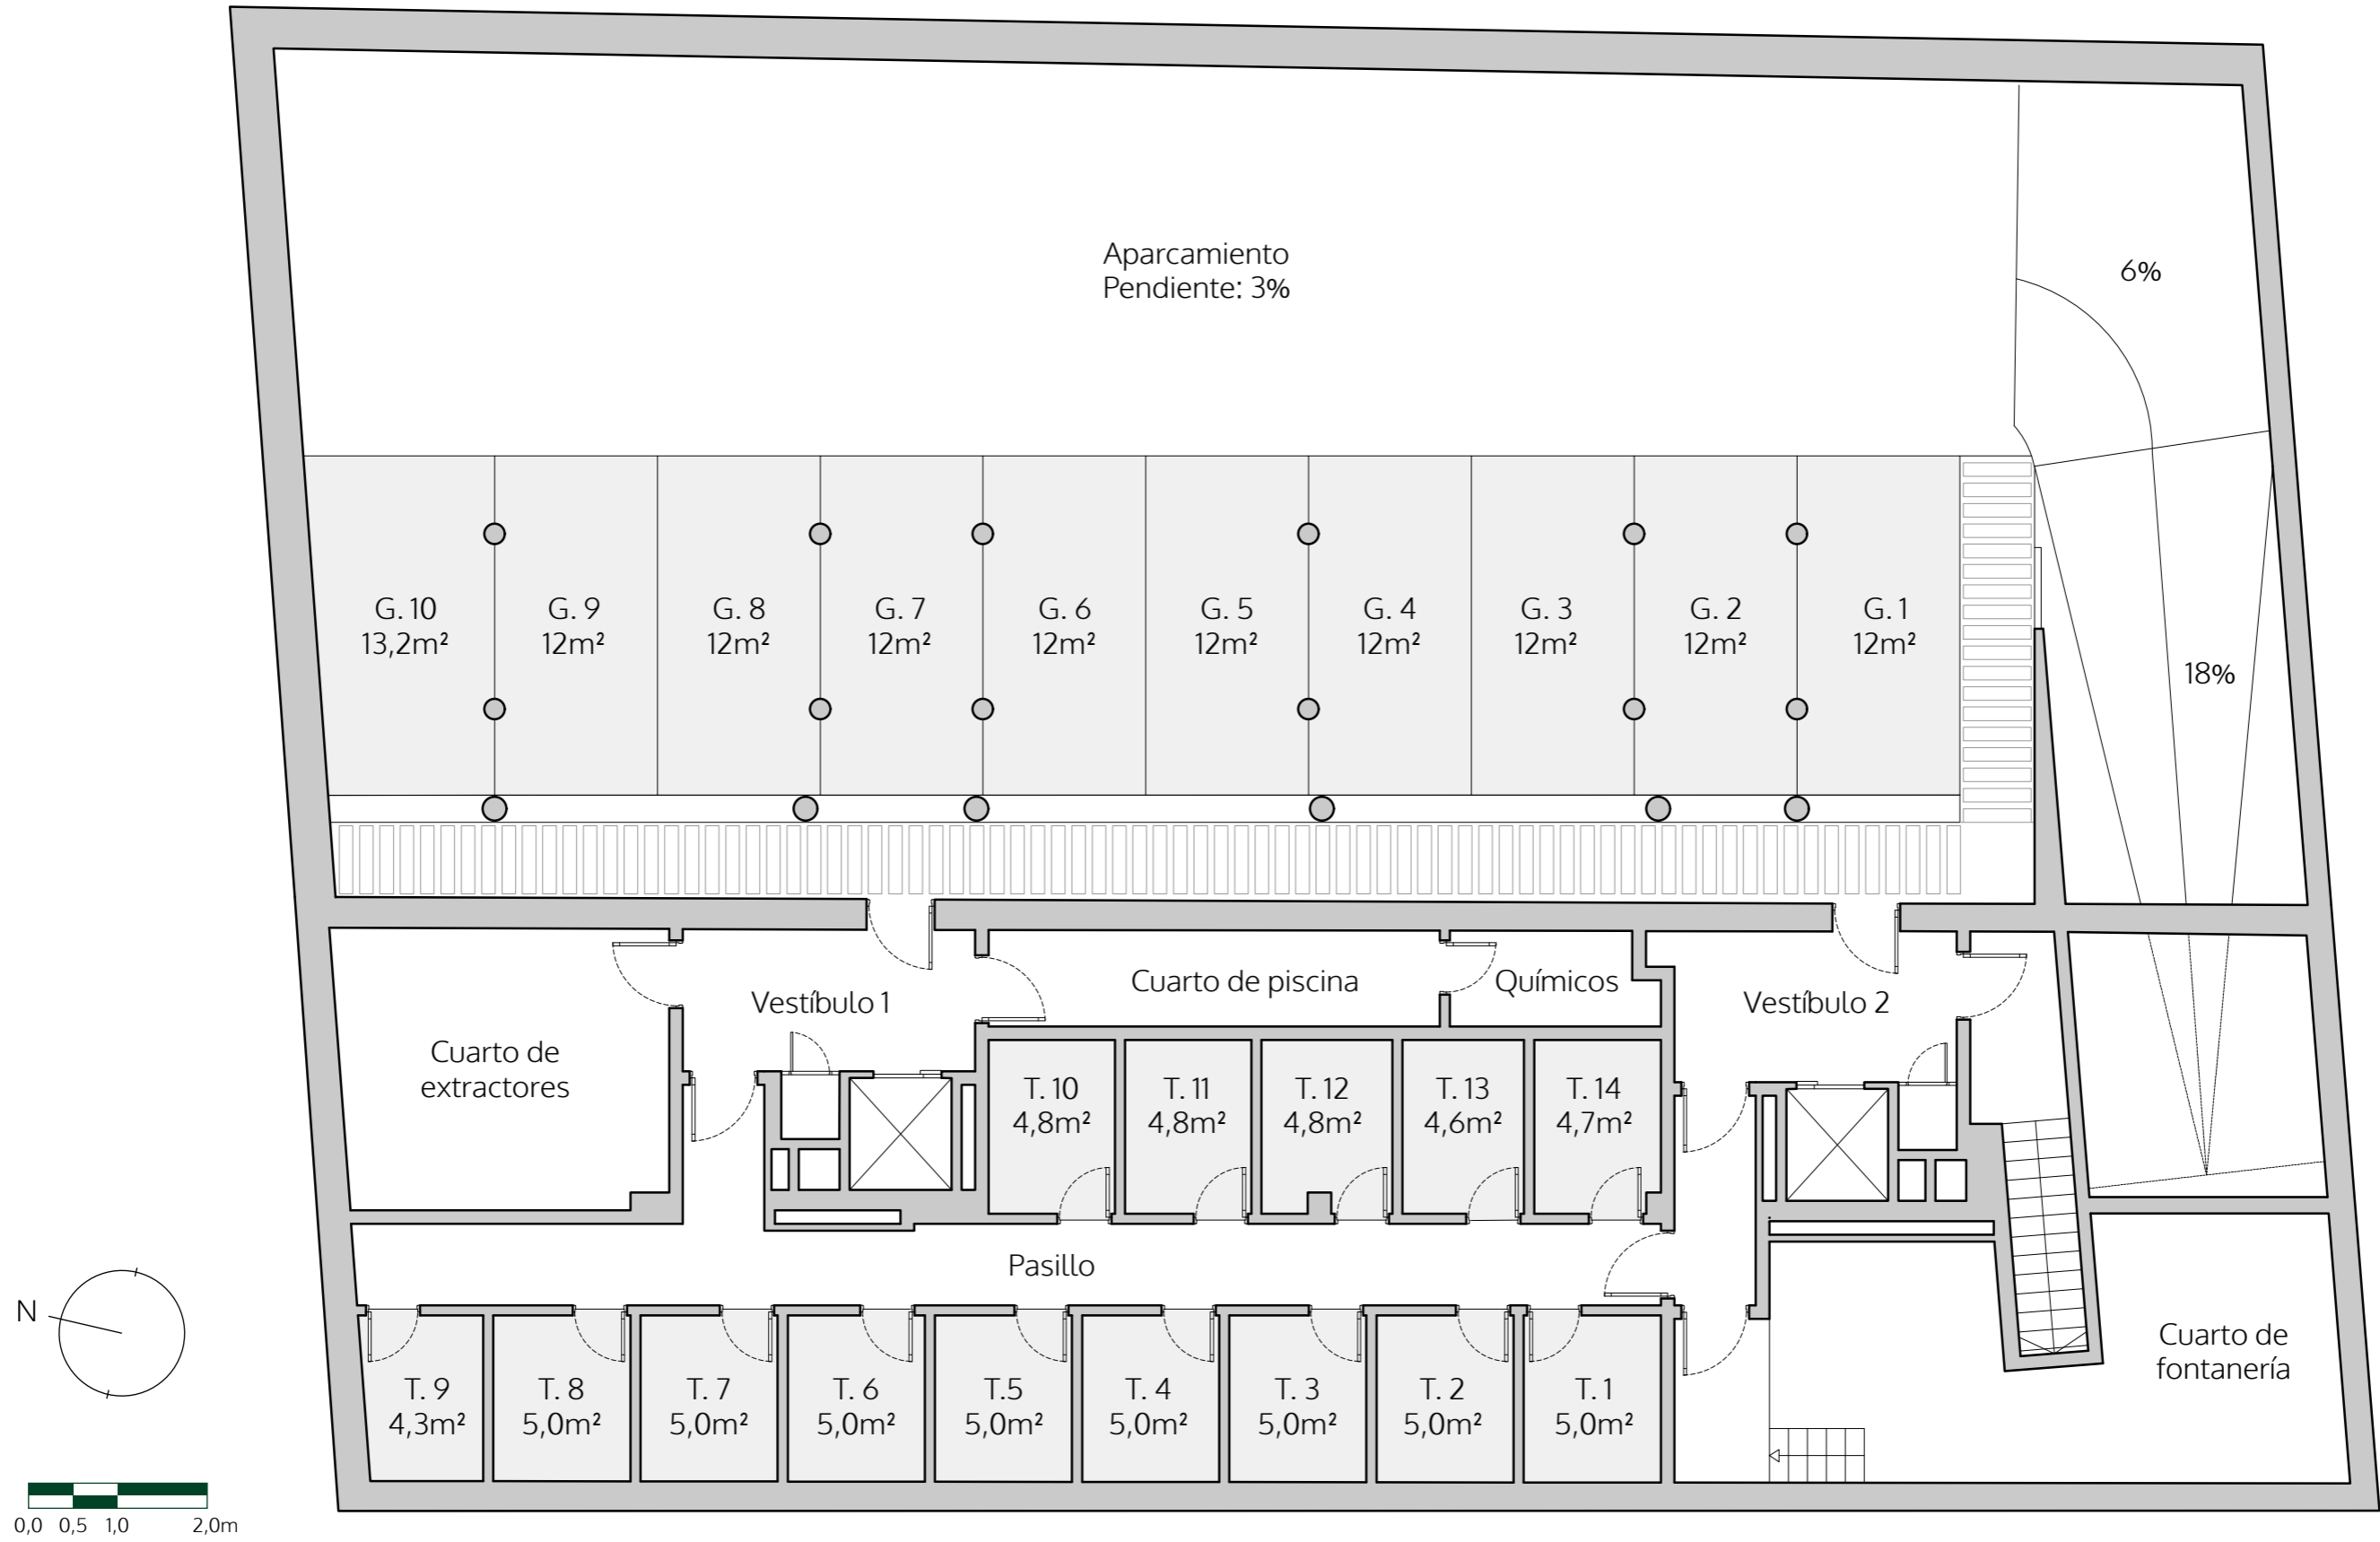 Aparcamiento
Pendiente: 3%
6%
18%
G. 10
13,2m²
G. 9
12m²
G. 8
12m²
G. 7
12m²
G. 6
12m²
G. 5
12m²
G. 4
12m²
G. 3
12m²
G. 2
12m²
G. 1
12m²
Cuarto de
extractores
Vestíbulo 1
Cuarto de piscina
Químicos
Vestíbulo 2
T. 10
4,8m²
T. 11
4,8m²
T. 12
4,8m²
T. 13
4,6m²
T. 14
4,7m²
Pasillo
N
T. 9
4,3m²
T. 8
5,0m²
T. 7
5,0m²
T. 6
5,0m²
T.5
5,0m²
T. 4
5,0m²
T. 3
5,0m²
T. 2
5,0m²
T. 1
5,0m²
Cuarto de
fontanería
0,0 0,5 1,0 2,0m